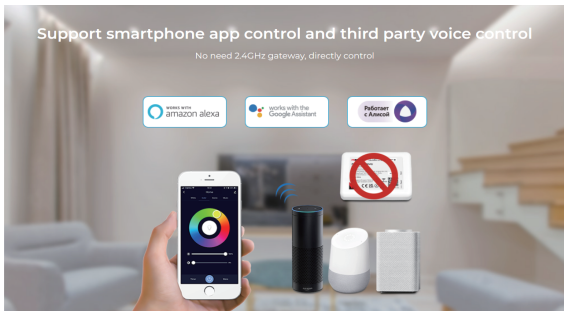 Support smartphone app control and third party voice control
No need 2.4GHz gateway, directly control
WORKS WITH
amazon alexa
works with the
Google Assistant
Работает
с Алисой